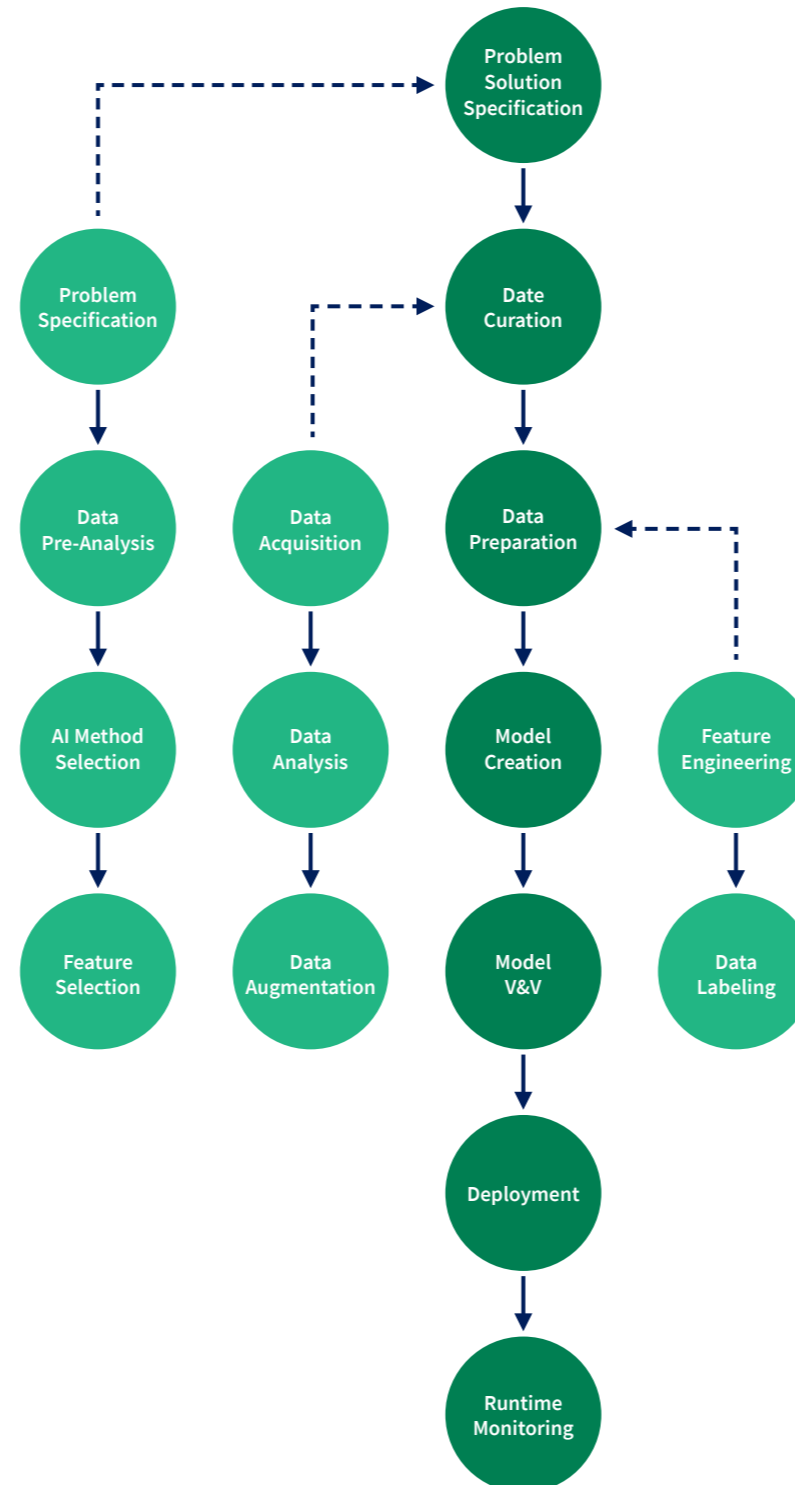 Problem
Solution
Specification
Problem
Specification
Date
Curation
Data
Pre-Analysis
Data
Acquisition
Data
Preparation
AI Method
Selection
Data
Analysis
Model
Creation
Feature
Engineering
Feature
Selection
Data
Augmentation
Model
V&V
Data
Labeling
Deployment
Runtime
Monitoring